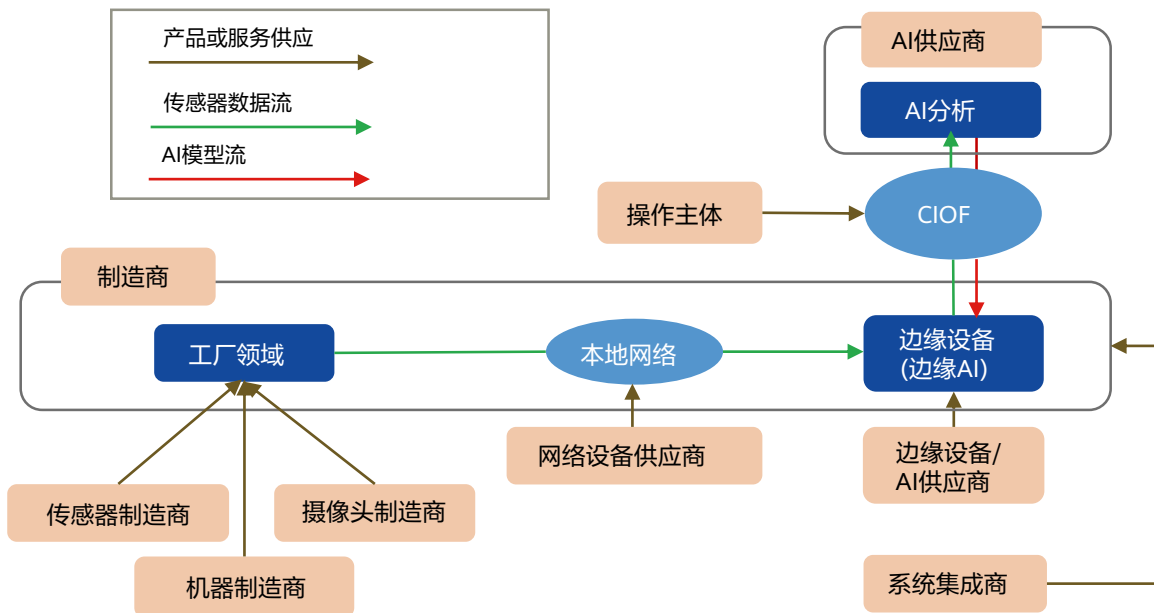 产品或服务供应
传感器数据流
AI模型流
AI供应商
AI分析
操作主体
CIOF
制造商
工厂领域
本地网络
边缘设备
(边缘AI)
网络设备供应商
边缘设备/
AI供应商
传感器制造商
摄像头制造商
机器制造商
系统集成商